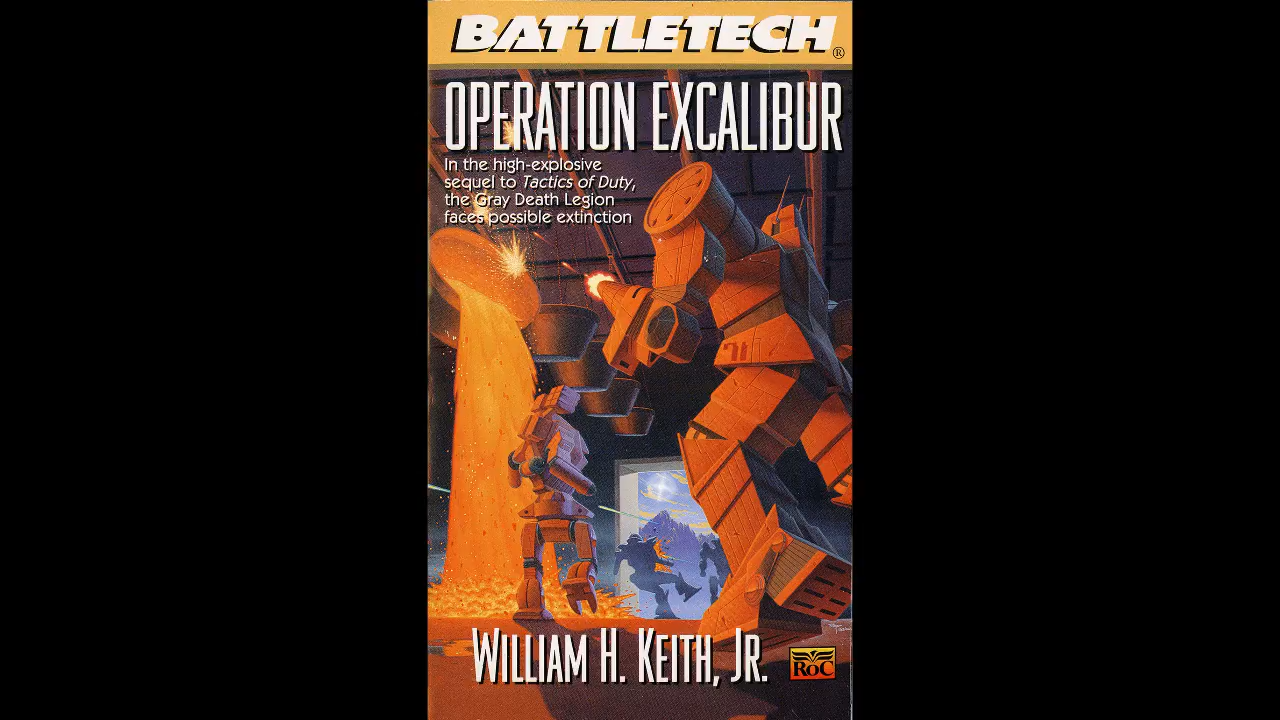 BATTLETECH®
OPERATION EXCALIBUR
In the high-explosive
sequel to Tactics of Duty,
the Gray Death Legion
faces possible extinction
71
WILLIAM H. KEITH, JR.
ROC